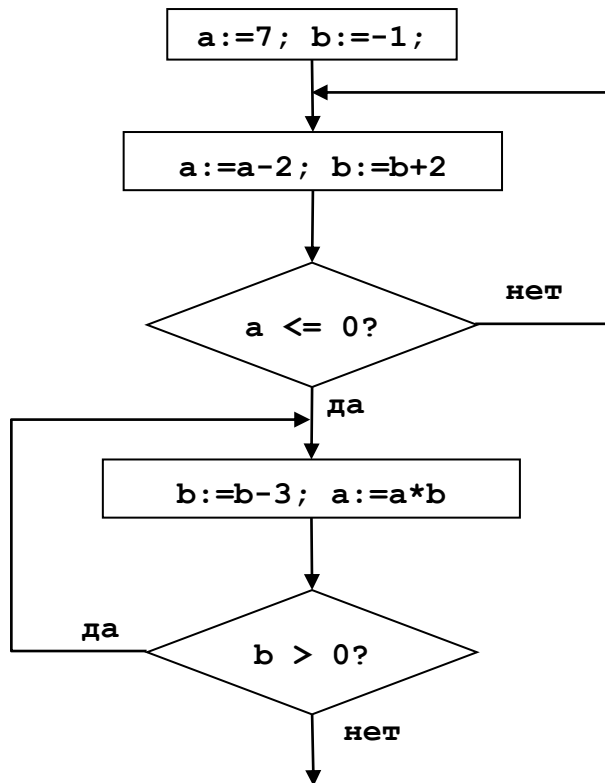 a:=7; b:=-1;
a:=a-2; b:=b+2
нет
a <= 0?
да
b:=b-3; a:=a*b
да
b > 0?
нет